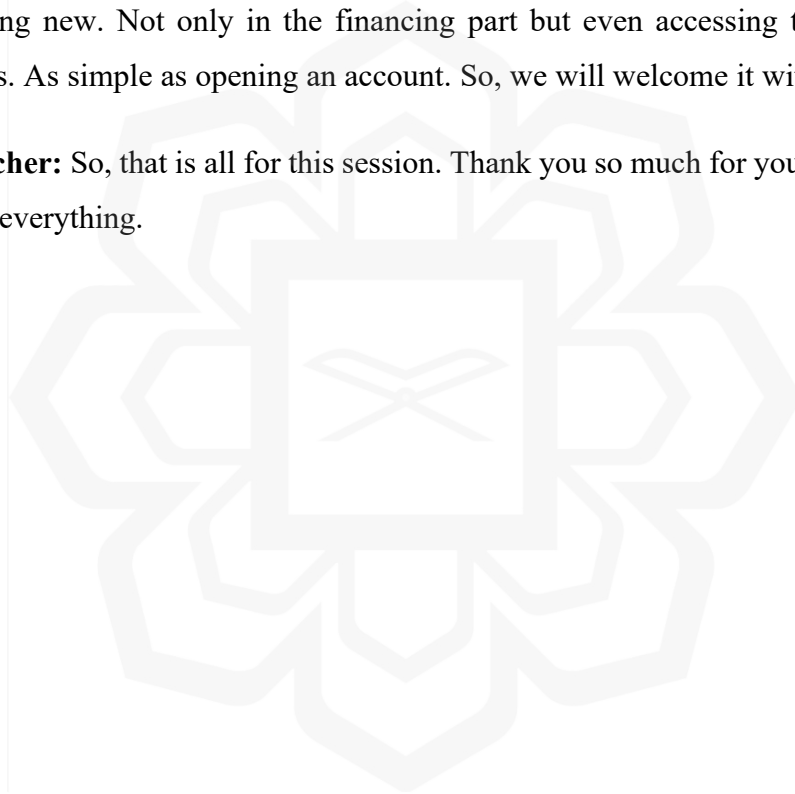 ng new. Not only in the financing part but even accessing t
s. As simple as opening an account. So, we will welcome it wi
cher: So, that is all for this session. Thank you so much for you
everything.